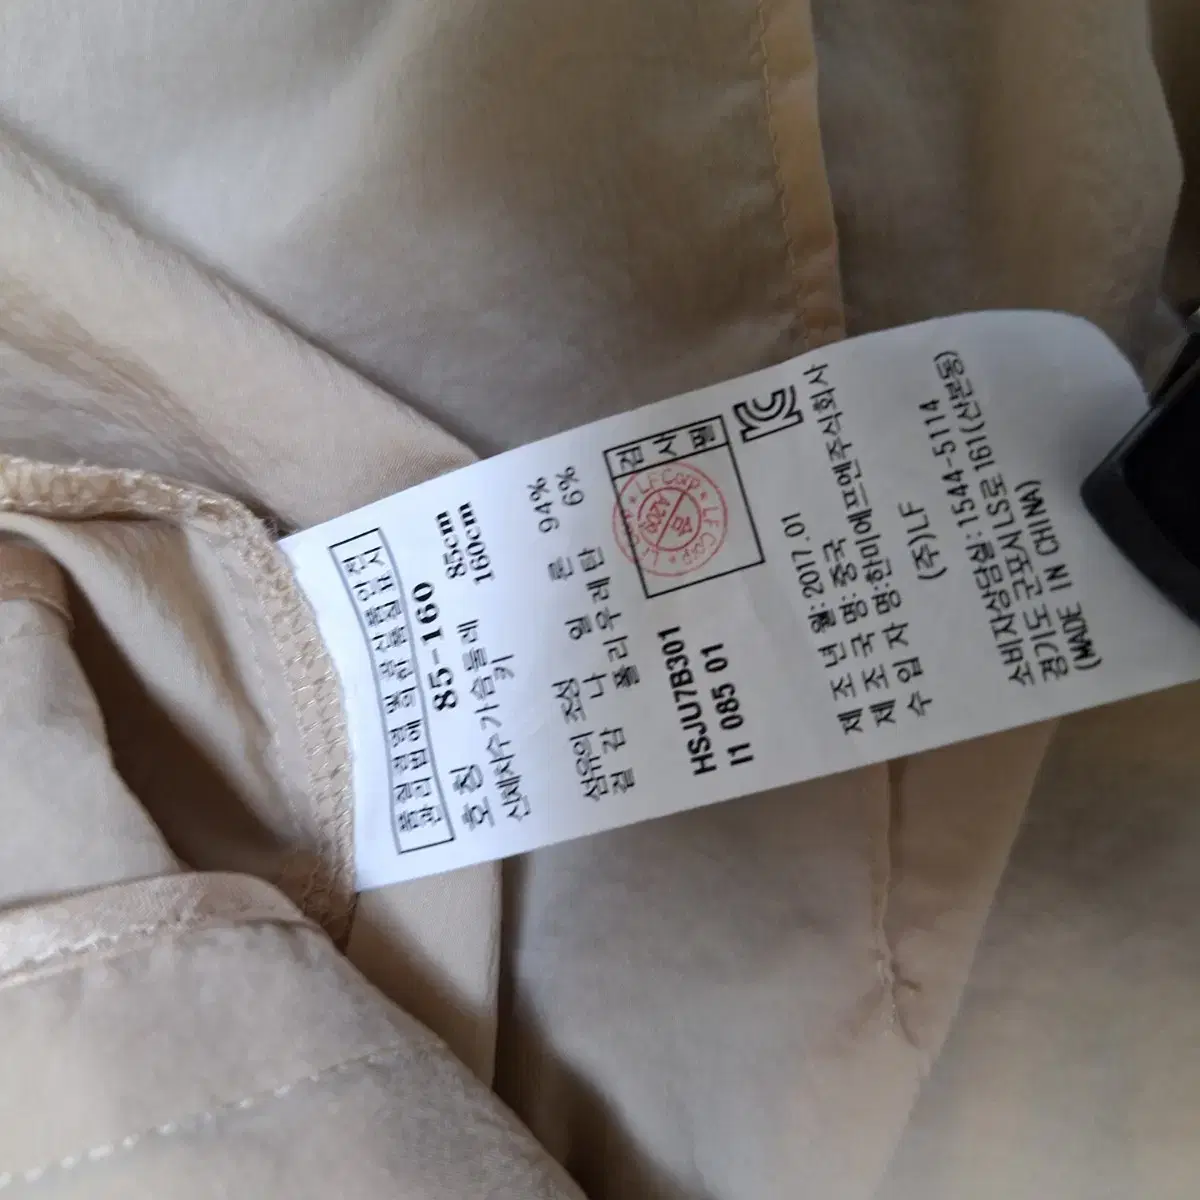 품질경영 및 공산품 안전
관리법에 의한 품질표시
호칭 85-160
신체치수 가슴둘레 85cm
키 160cm
섬유의 조성
겉감 나일론 94%
폴리우레탄 6%
검사필
LF Corp
HSJU7B301
I1 085 01
제조년월:2017.01
제조국명:중국
제조자명:한미에프엔주식회사
수입자 (주)LF
소비자상담실:1544-5114
경기도 군포시 LS로 161(산본동)
(MADE IN CHINA)